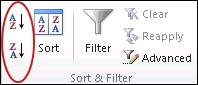 A
Z
Z
A
A Z
Z A
Sort
Filter
Clear
Reapply
Advanced
Sort & Filter